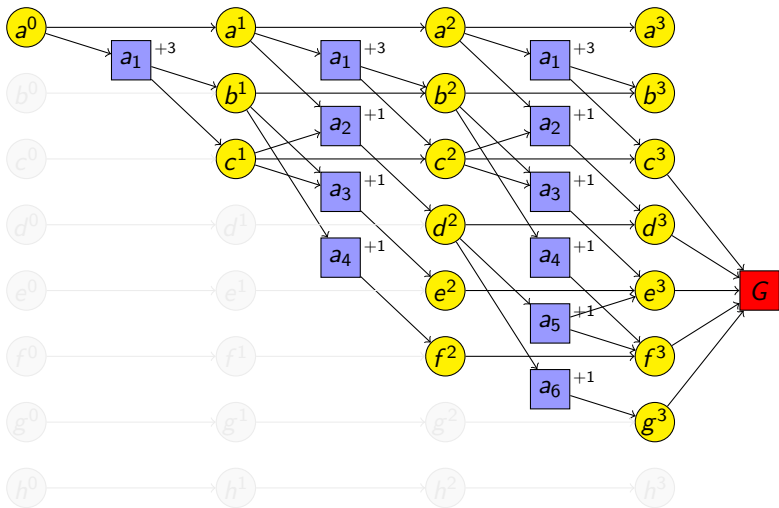 a⁰ a¹ a² a³
a₁ +3 a₁ +3 a₁ +3
b⁰ b¹ b² b³
a₂ +1 a₂ +1
c⁰ c¹ c² c³
a₃ +1 a₃ +1
d⁰ d¹ d² d³
a₄ +1 a₄ +1
e⁰ e¹ e² e³ G
a₅ +1
f⁰ f¹ f² f³
a₆ +1
g⁰ g¹ g² g³
h⁰ h¹ h² h³